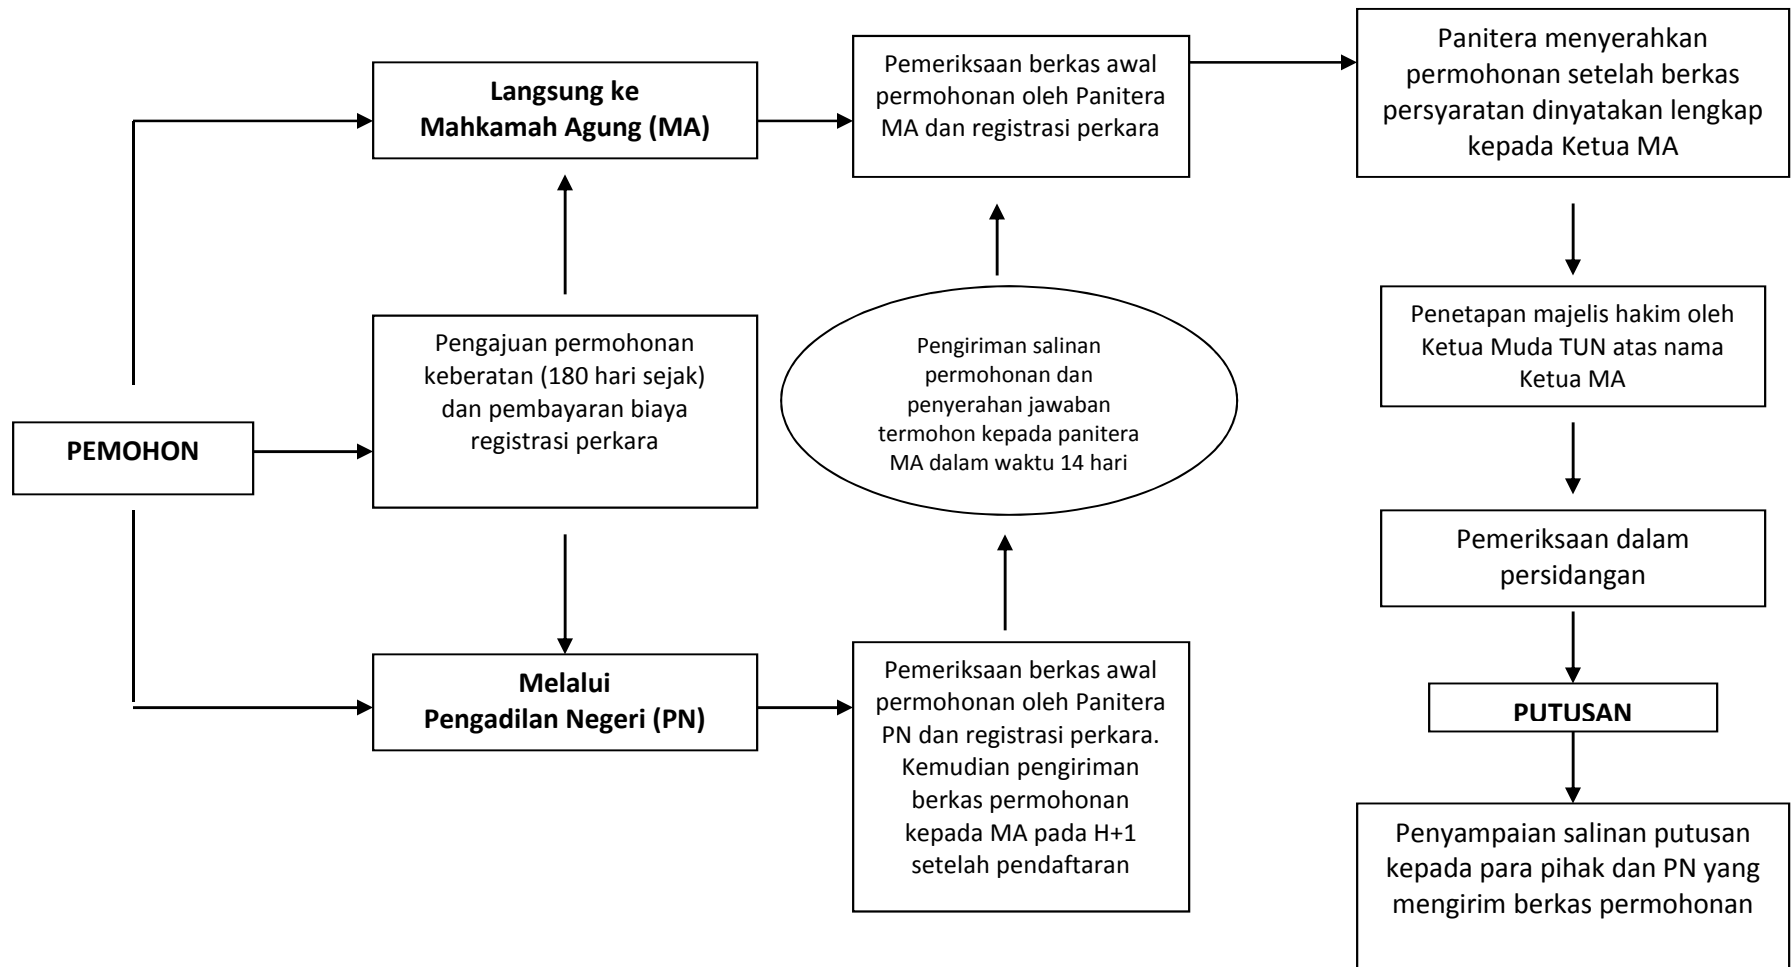 PEMOHON
Langsung ke
Mahkamah Agung (MA)
Pengajuan permohonan
keberatan (180 hari sejak)
dan pembayaran biaya
registrasi perkara
Melalui
Pengadilan Negeri (PN)
Pemeriksaan berkas awal
permohonan oleh Panitera
MA dan registrasi perkara
Pengiriman salinan
permohonan dan
penyerahan jawaban
termohon kepada panitera
MA dalam waktu 14 hari
Pemeriksaan berkas awal
permohonan oleh Panitera
PN dan registrasi perkara.
Kemudian pengiriman
berkas permohonan
kepada MA pada H+1
setelah pendaftaran
Panitera menyerahkan
permohonan setelah berkas
persyaratan dinyatakan lengkap
kepada Ketua MA
Penetapan majelis hakim oleh
Ketua Muda TUN atas nama
Ketua MA
Pemeriksaan dalam
persidangan
PUTUSAN
Penyampaian salinan putusan
kepada para pihak dan PN yang
mengirim berkas permohonan